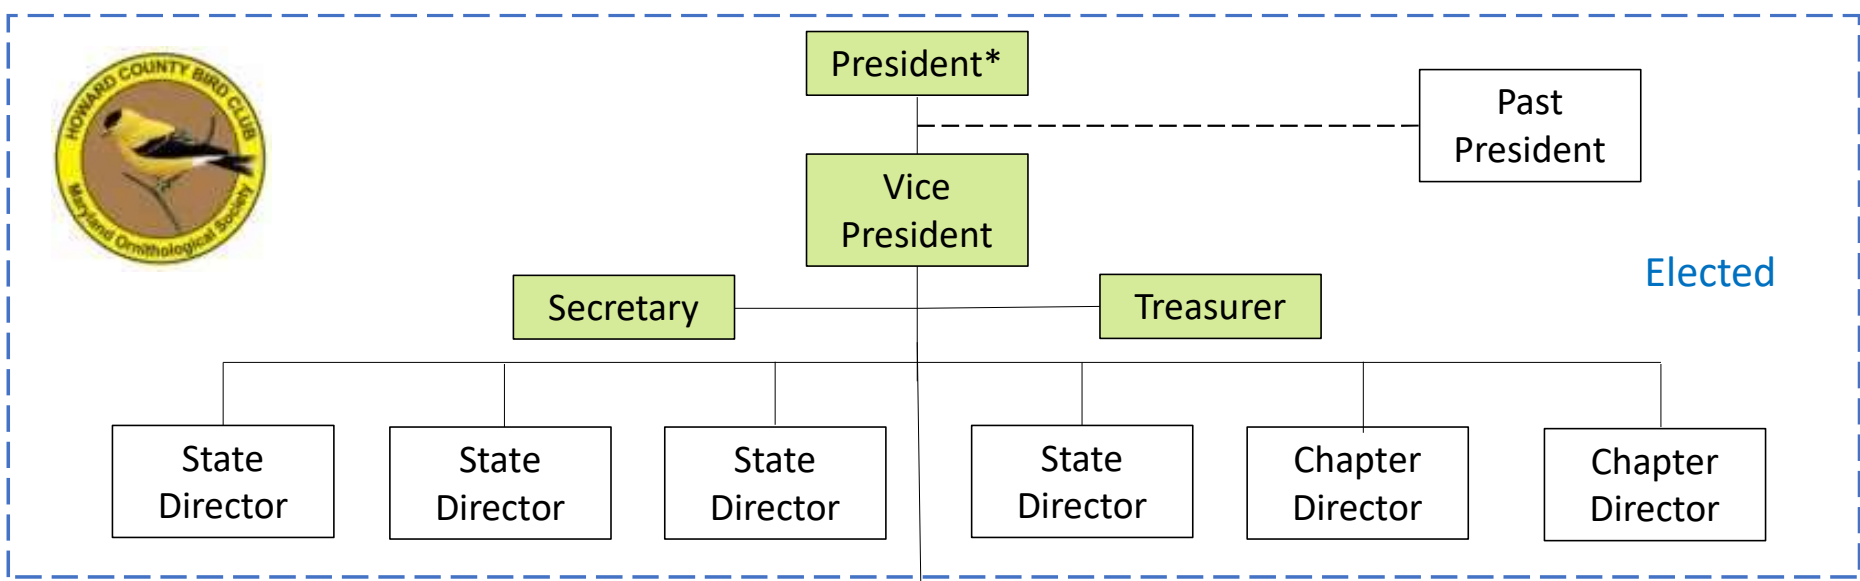 HOWARD COUNTY BIRD CLUB
Maryland Ornithological Society
President*
Past
President
Vice
President
Elected
Secretary
Treasurer
State
Director
State
Director
State
Director
State
Director
Chapter
Director
Chapter
Director